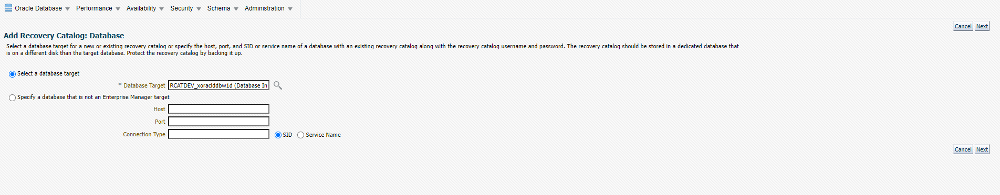 Oracle Database Performance Availability Security Schema Administration
Cancel Next
Add Recovery Catalog: Database
Select a database target for a new or existing recovery catalog or specify the host, port, and SID or service name of a database with an existing recovery catalog along with the recovery catalog username and password. The recovery catalog should be stored in a dedicated database that
is on a different disk than the target database. Protect the recovery catalog by backing it up.
Select a database target
* Database Target RCATDEV_xoraclddbw1d (Database In
Specify a database that is not an Enterprise Manager target
Host
Port
Connection Type SID Service Name
Cancel Next